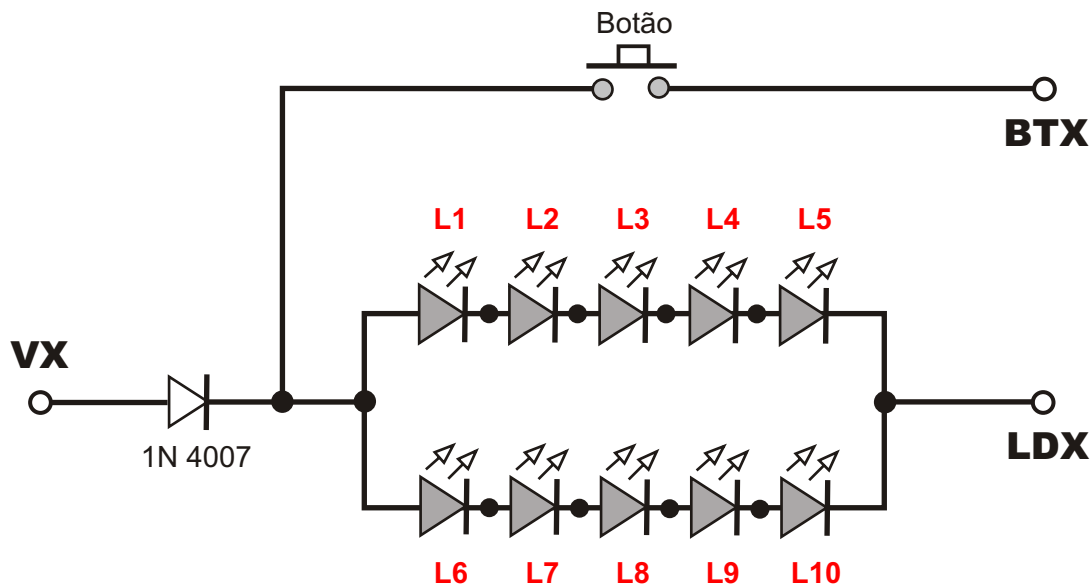 Botão
BTX
L1 L2 L3 L4 L5
VX
1N 4007
LDX
L6 L7 L8 L9 L10